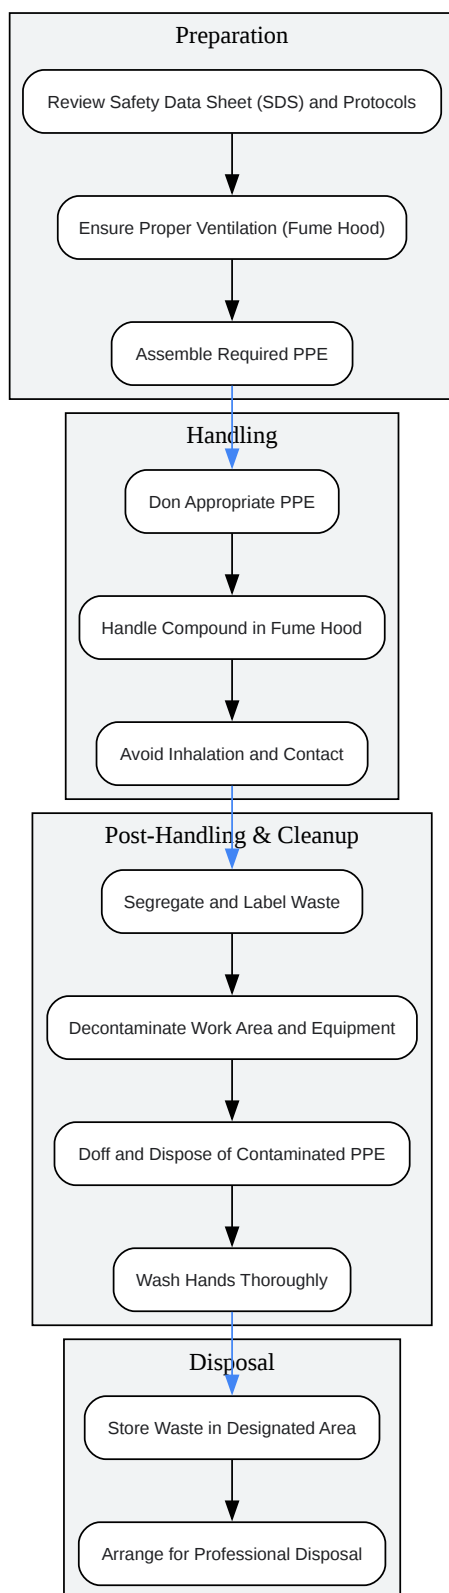 Preparation
Review Safety Data Sheet (SDS) and Protocols
Ensure Proper Ventilation (Fume Hood)
Assemble Required PPE
Handling
Don Appropriate PPE
Handle Compound in Fume Hood
Avoid Inhalation and Contact
Post-Handling & Cleanup
Segregate and Label Waste
Decontaminate Work Area and Equipment
Doff and Dispose of Contaminated PPE
Wash Hands Thoroughly
Disposal
Store Waste in Designated Area
Arrange for Professional Disposal